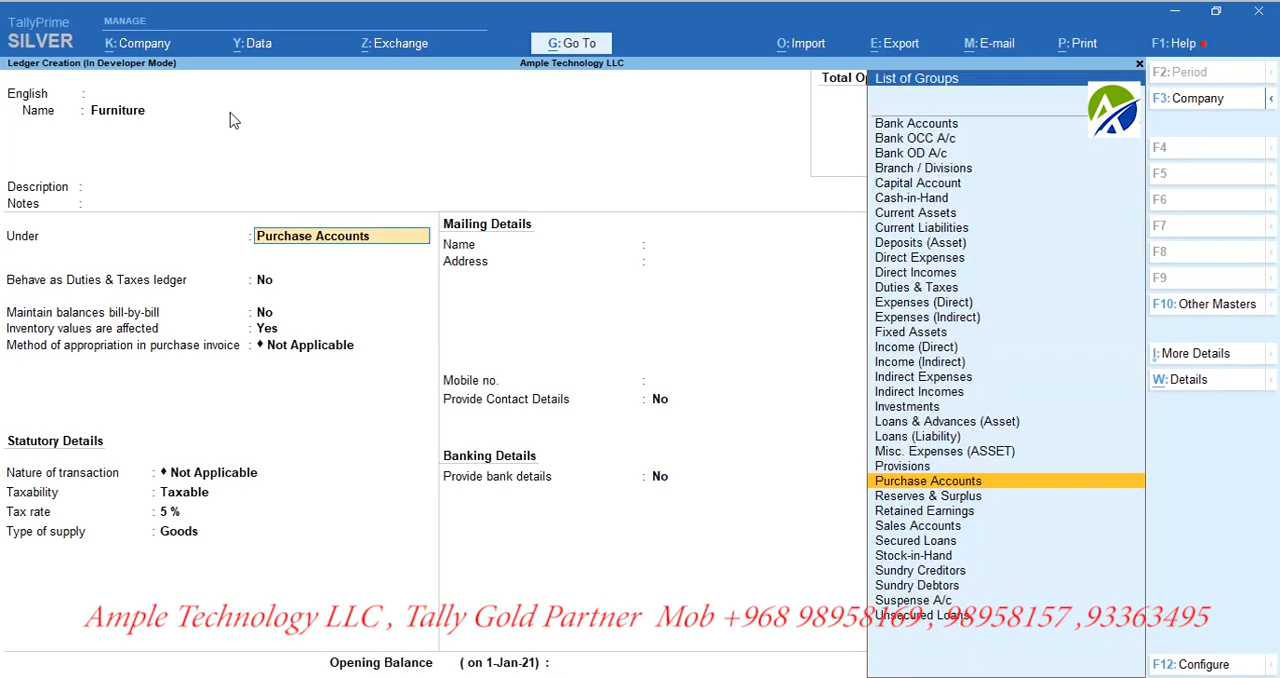 TallyPrime
SILVER
MANAGE
K: Company
Y: Data
Z: Exchange
G: Go To
O: Import
E: Export
M: E-mail
P: Print
F1: Help
Ledger Creation (In Developer Mode)
Ample Technology LLC
English :
Name : Furniture
Description :
Notes :
Total Op
Under : Purchase Accounts
Behave as Duties & Taxes ledger : No
Maintain balances bill-by-bill : No
Inventory values are affected : Yes
Method of appropriation in purchase invoice : ♦ Not Applicable
Statutory Details
Nature of transaction : ♦ Not Applicable
Taxability : Taxable
Tax rate : 5 %
Type of supply : Goods
Mailing Details
Name :
Address :
Mobile no. :
Provide Contact Details : No
Banking Details
Provide bank details : No
Opening Balance ( on 1-Jan-21) :
List of Groups
Bank Accounts
Bank OCC A/c
Bank OD A/c
Branch / Divisions
Capital Account
Cash-in-Hand
Current Assets
Current Liabilities
Deposits (Asset)
Direct Expenses
Direct Incomes
Duties & Taxes
Expenses (Direct)
Expenses (Indirect)
Fixed Assets
Income (Direct)
Income (Indirect)
Indirect Expenses
Indirect Incomes
Investments
Loans & Advances (Asset)
Loans (Liability)
Misc. Expenses (ASSET)
Provisions
Purchase Accounts
Reserves & Surplus
Retained Earnings
Sales Accounts
Secured Loans
Stock-in-Hand
Sundry Creditors
Sundry Debtors
Suspense A/c
Unsecured Loans
F2: Period
F3: Company
F4
F5
F6
F7
F8
F9
F10: Other Masters
I: More Details
W: Details
F12: Configure
Ample Technology LLC , Tally Gold Partner Mob +968 98958169 , 98958157 ,93363495